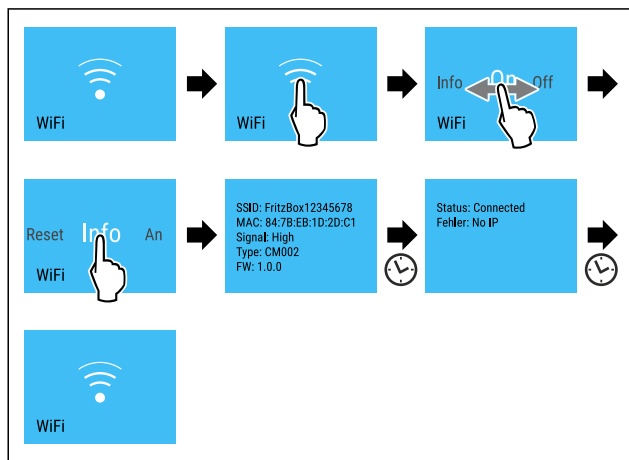 WiFi
WiFi
Info On Off
WiFi
Reset Info An
WiFi
SSID: FritzBox12345678
MAC: 84:7B:EB:1D:2D:C1
Signal: High
Type: CM002
FW: 1.0.0
Status: Connected
Fehler: No IP
WiFi